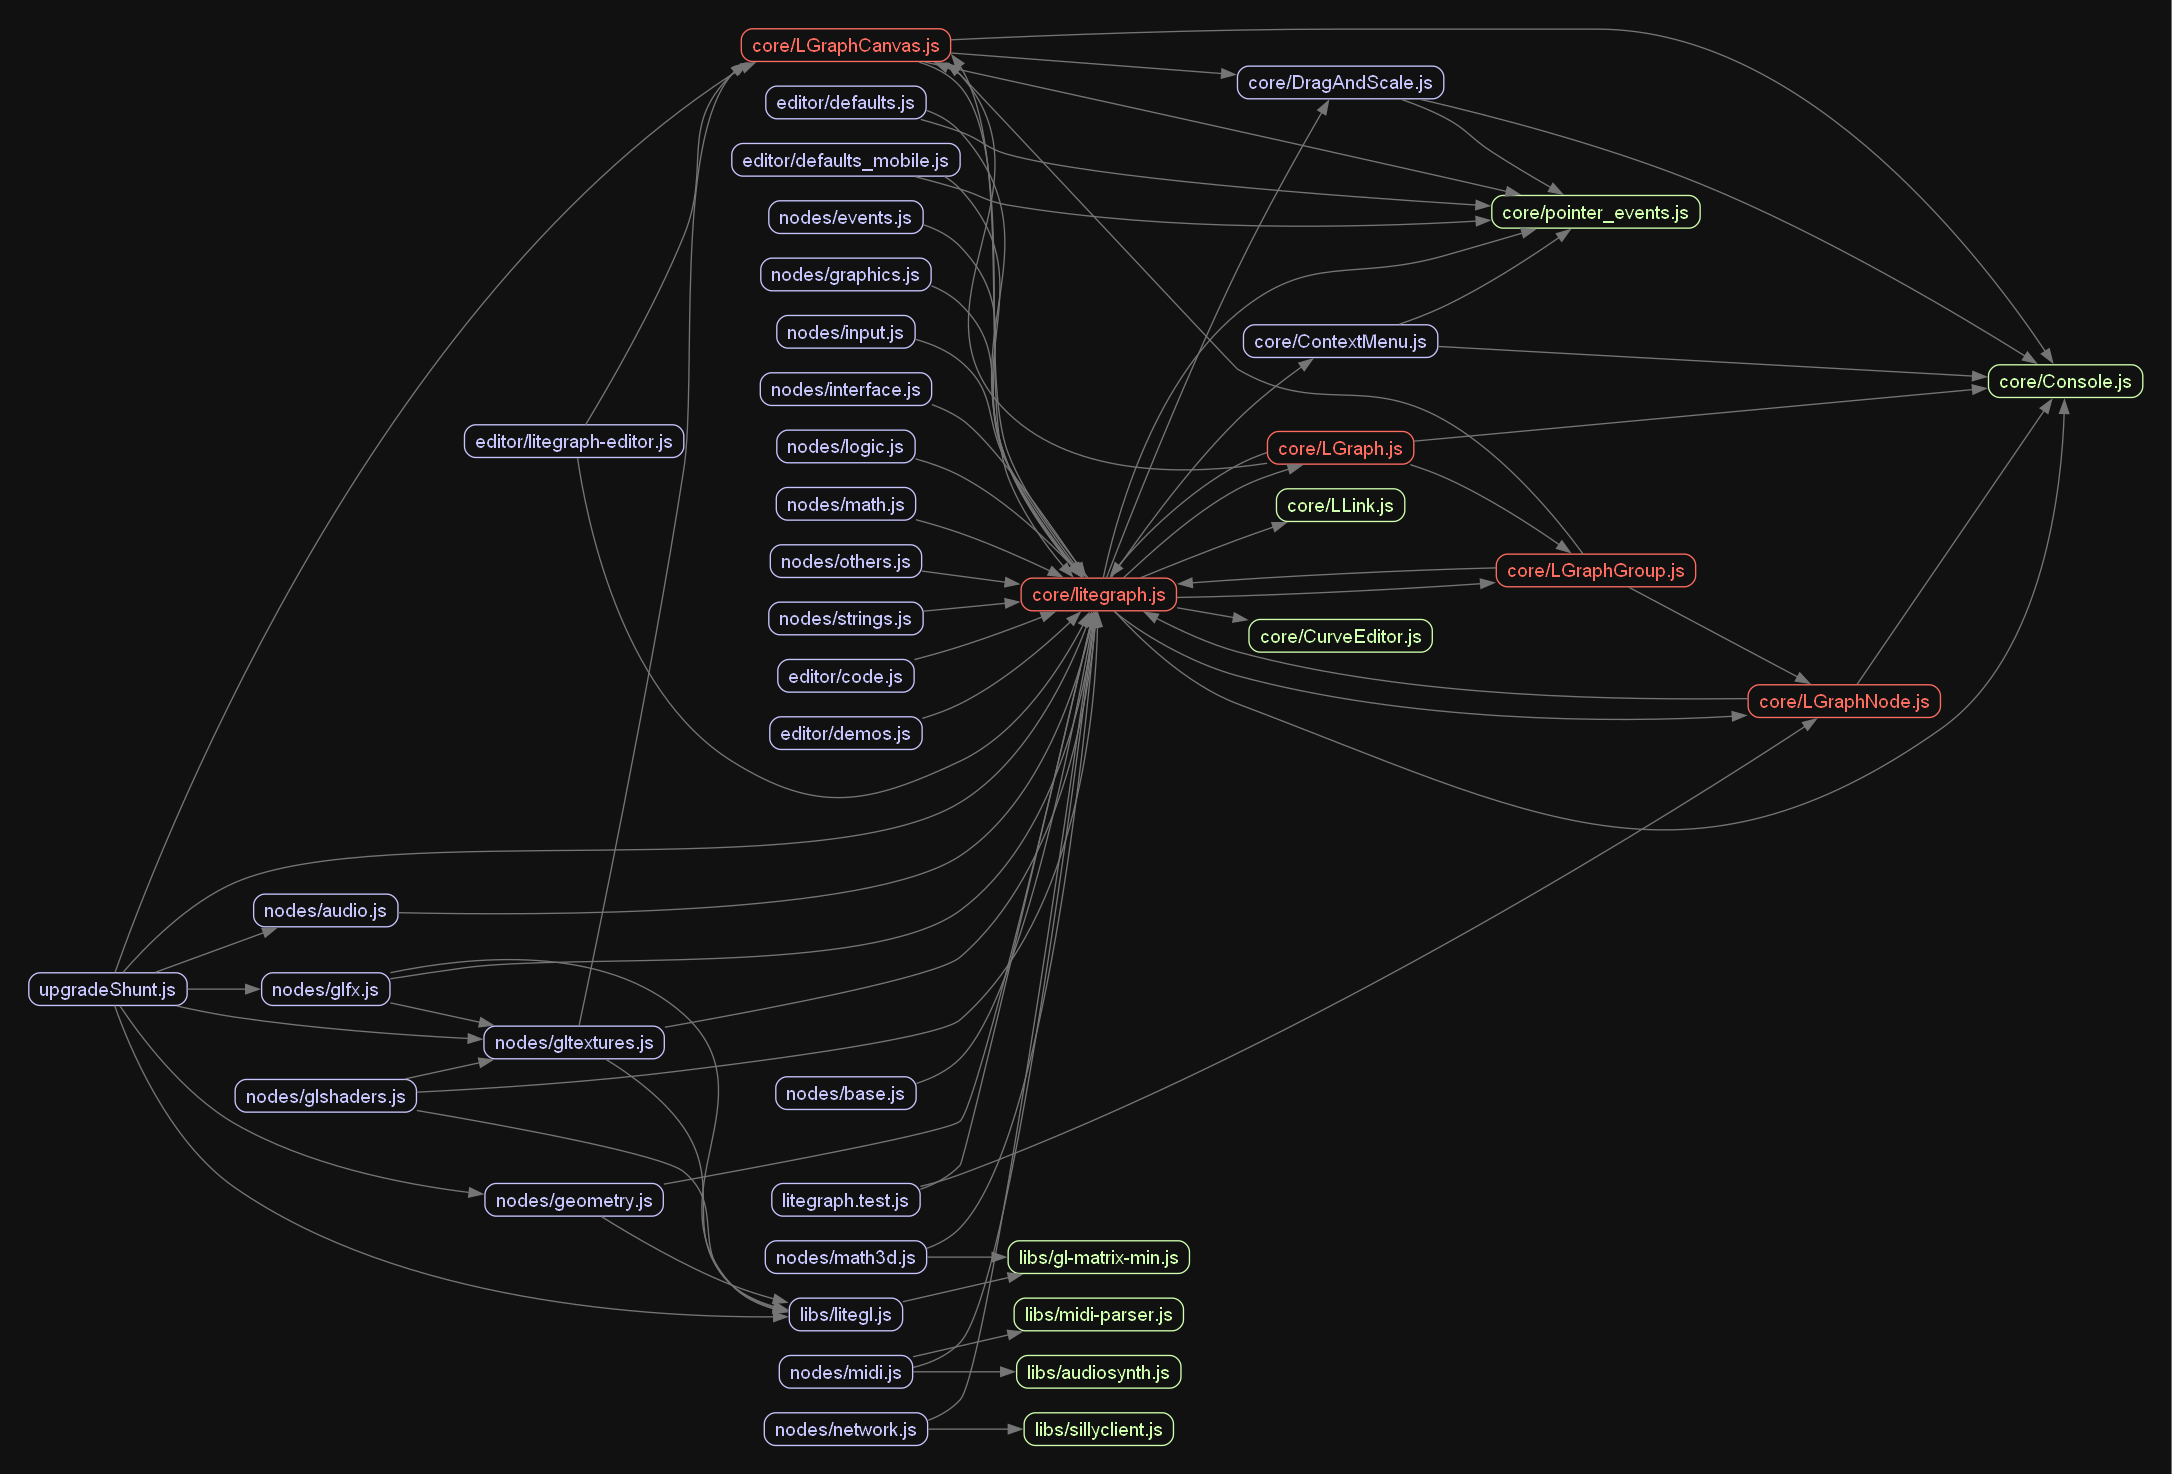 core/LGraphCanvas.js
core/DragAndScale.js
editor/defaults.js
editor/defaults_mobile.js
nodes/events.js
core/pointer_events.js
nodes/graphics.js
nodes/input.js
core/ContextMenu.js
nodes/interface.js
core/Console.js
editor/litegraph-editor.js
nodes/logic.js
core/LGraph.js
nodes/math.js
core/LLink.js
nodes/others.js
core/LGraphGroup.js
core/litegraph.js
nodes/strings.js
core/CurveEditor.js
editor/code.js
core/LGraphNode.js
editor/demos.js
nodes/audio.js
upgradeShunt.js
nodes/glfx.js
nodes/gltextures.js
nodes/glshaders.js
nodes/base.js
nodes/geometry.js
litegraph.test.js
nodes/math3d.js
libs/gl-matrix-min.js
libs/litegl.js
libs/midi-parser.js
nodes/midi.js
libs/audiosynth.js
nodes/network.js
libs/sillyclient.js